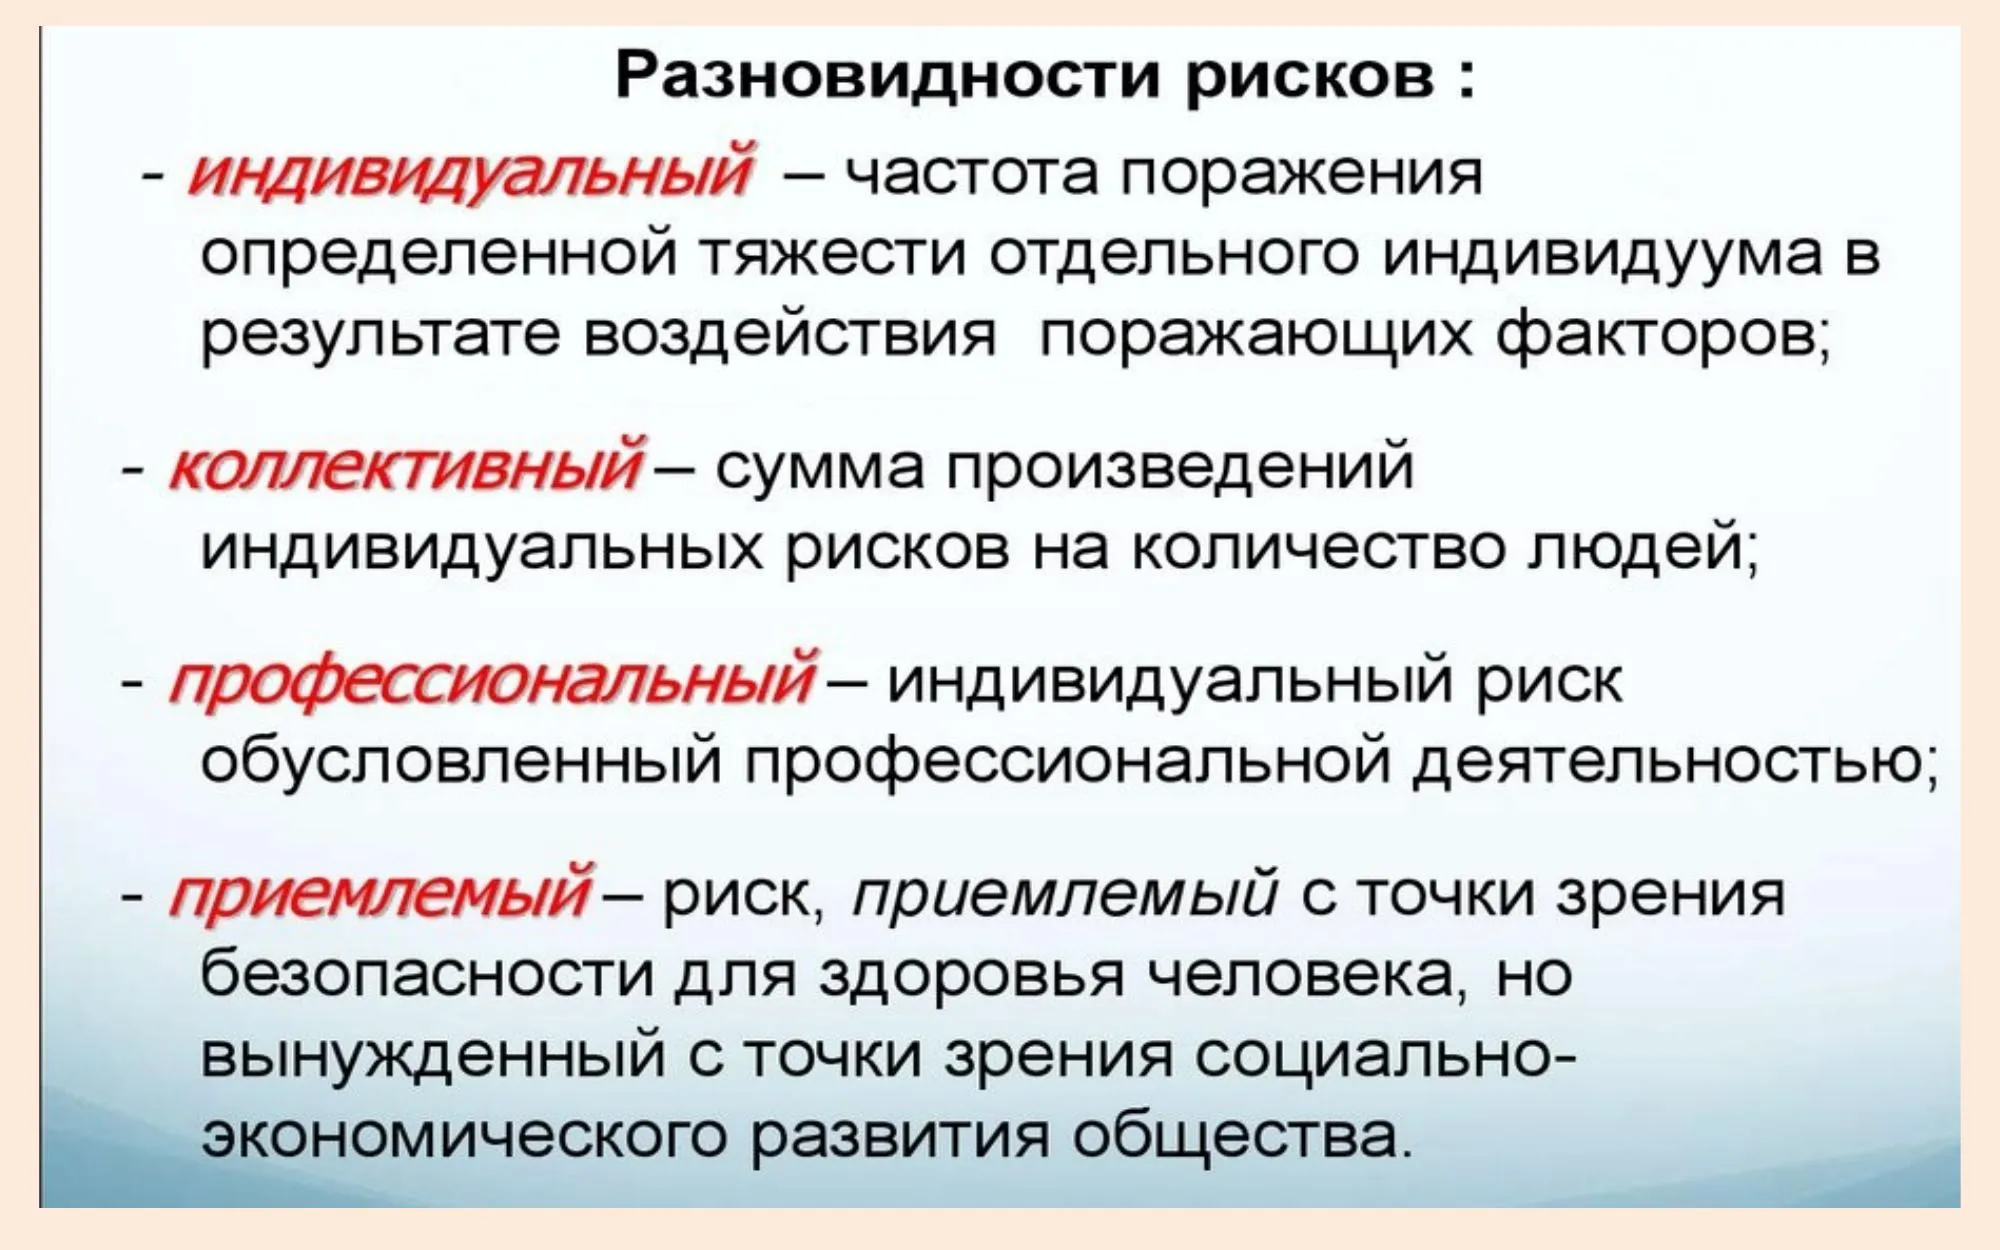 Разновидности рисков :
- индивидуальный – частота поражения
определенной тяжести отдельного индивидуума в
результате воздействия поражающих факторов;
- коллективный – сумма произведений
индивидуальных рисков на количество людей;
- профессиональный – индивидуальный риск
обусловленный профессиональной деятельностью;
- приемлемый – риск, приемлемый с точки зрения
безопасности для здоровья человека, но
вынужденный с точки зрения социально-
экономического развития общества.